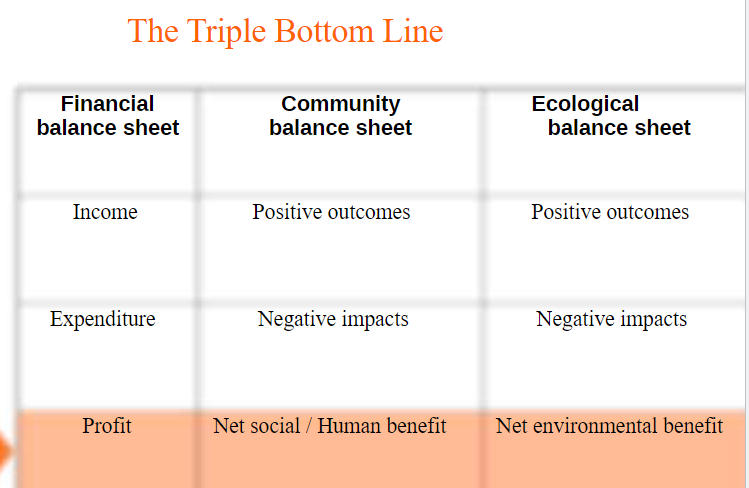 The Triple Bottom Line
Financial balance sheet
Community balance sheet
Ecological balance sheet
Income
Positive outcomes
Positive outcomes
Expenditure
Negative impacts
Negative impacts
Profit
Net social / Human benefit
Net environmental benefit